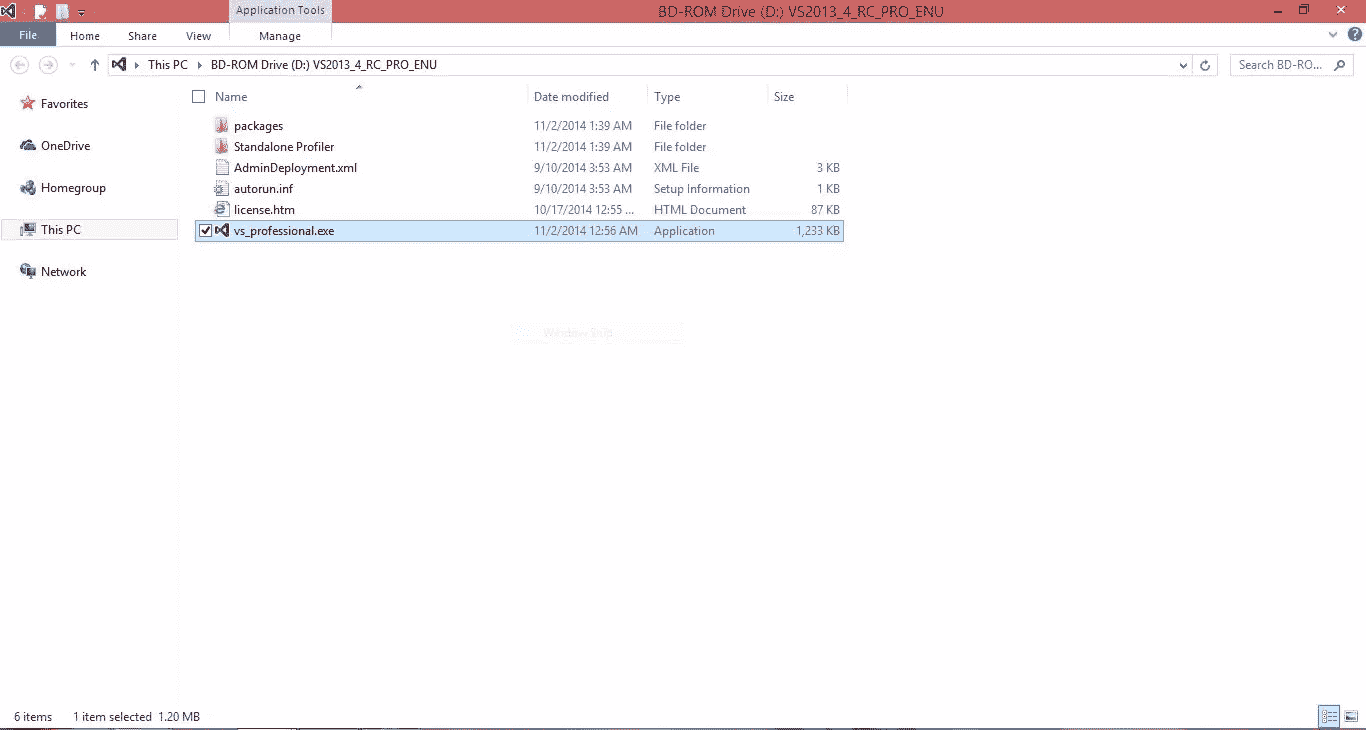 Application Tools
BD-ROM Drive (D:) VS2013_4_RC_PRO_ENU
File Home Share View Manage
This PC BD-ROM Drive (D:) VS2013_4_RC_PRO_ENU
Search BD-RO...
Name Date modified Type Size
Favorites
OneDrive
Homegroup
This PC
Network
packages 11/2/2014 1:39 AM File folder
Standalone Profiler 11/2/2014 1:39 AM File folder
AdminDeployment.xml 9/10/2014 3:53 AM XML File 3 KB
autorun.inf 9/10/2014 3:53 AM Setup Information 1 KB
license.htm 10/17/2014 12:55 ... HTML Document 87 KB
vs_professional.exe 11/2/2014 12:56 AM Application 1,233 KB
6 items 1 item selected 1.20 MB